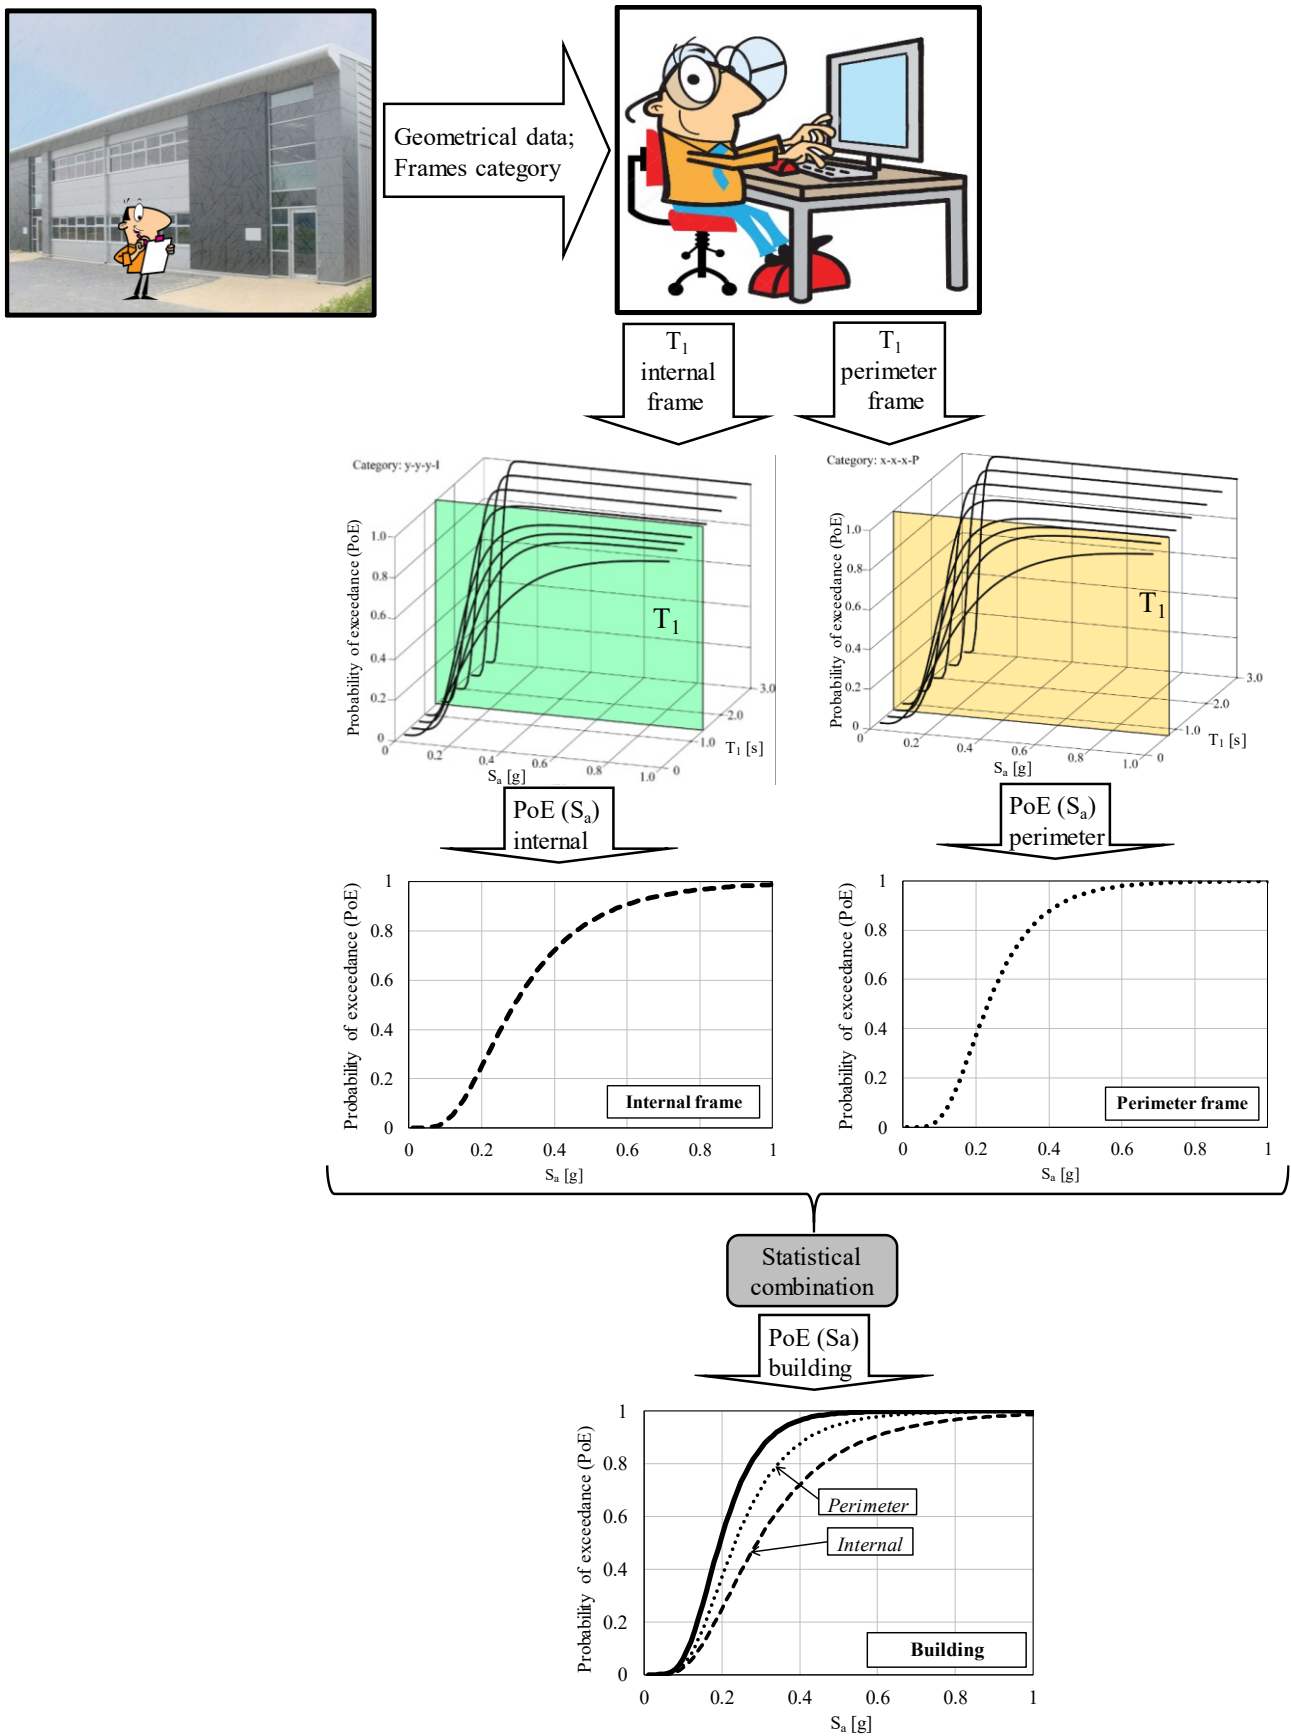 Geometrical data;
Frames category
T1
internal
frame
T1
perimeter
frame
Category: y-y-y-I
Probability of exceedance (PoE)
1.0
0.8
0.6
0.4
0.2
0
T1
0
0.2
0.4
0.6
0.8
1.0
Sa [g]
0
1.0
2.0
3.0
T1 [s]
Category: x-x-x-P
Probability of exceedance (PoE)
1.0
0.8
0.6
0.4
0.2
0
T1
0
0.2
0.4
0.6
0.8
1.0
Sa [g]
0
1.0
2.0
3.0
T1 [s]
PoE (Sa)
internal
PoE (Sa)
perimeter
Probability of exceedance (PoE)
1
0.8
0.6
0.4
0.2
0
Internal frame
0 0.2 0.4 0.6 0.8 1
Sa [g]
Probability of exceedance (PoE)
1
0.8
0.6
0.4
0.2
0
Perimeter frame
0 0.2 0.4 0.6 0.8 1
Sa [g]
Statistical
combination
PoE (Sa)
building
Probability of exceedance (PoE)
1
0.8
0.6
0.4
0.2
0
Perimeter
Internal
Building
0 0.2 0.4 0.6 0.8 1
Sa [g]